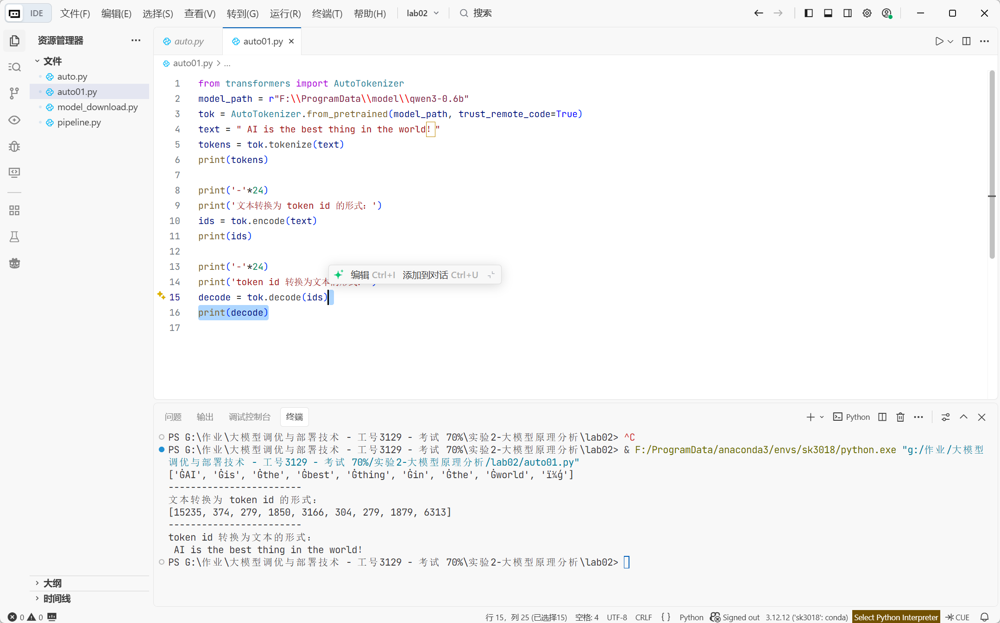 IDE 文件(F) 编辑(E) 选择(S) 查看(V) 转到(G) 运行(R) 终端(T) 帮助(H) lab02 搜索
资源管理器 ···
文件
auto.py
auto01.py
model_download.py
pipeline.py
大纲
时间线
auto.py auto01.py
auto01.py > ...
1 from transformers import AutoTokenizer
2 model_path = r"F:\\ProgramData\\model\\qwen3-0.6b"
3 tok = AutoTokenizer.from_pretrained(model_path, trust_remote_code=True)
4 text = " AI is the best thing in the world！"
5 tokens = tok.tokenize(text)
6 print(tokens)
7
8 print('-'*24)
9 print('文本转换为 token id 的形式：')
10 ids = tok.encode(text)
11 print(ids)
12
13 print('-'*24)
编辑 Ctrl+I 添加到对话 Ctrl+U
14 print('token id 转换为文本的形式：')
15 decode = tok.decode(ids)
16 print(decode)
17
问题 输出 调试控制台 终端 Python
PS G:\作业\大模型调优与部署技术 - 工号3129 - 考试 70%\实验2-大模型原理分析\lab02> ^C
PS G:\作业\大模型调优与部署技术 - 工号3129 - 考试 70%\实验2-大模型原理分析\lab02> & F:/ProgramData/anaconda3/envs/sk3018/python.exe "g:/作业/大模型
调优与部署技术 - 工号3129 - 考试 70%/实验2-大模型原理分析/lab02/auto01.py"
['ĠAI', 'Ġis', 'Ġthe', 'Ġbest', 'Ġthing', 'Ġin', 'Ġthe', 'Ġworld', 'ï¼ģ']
------------------------
文本转换为 token id 的形式：
[15235, 374, 279, 1850, 3166, 304, 279, 1879, 6313]
------------------------
token id 转换为文本的形式：
 AI is the best thing in the world！
PS G:\作业\大模型调优与部署技术 - 工号3129 - 考试 70%\实验2-大模型原理分析\lab02>
0 0 行 15，列 25 (已选择15) 空格: 4 UTF-8 CRLF { } Python Signed out 3.12.12 ('sk3018': conda) Select Python Interpreter CUE